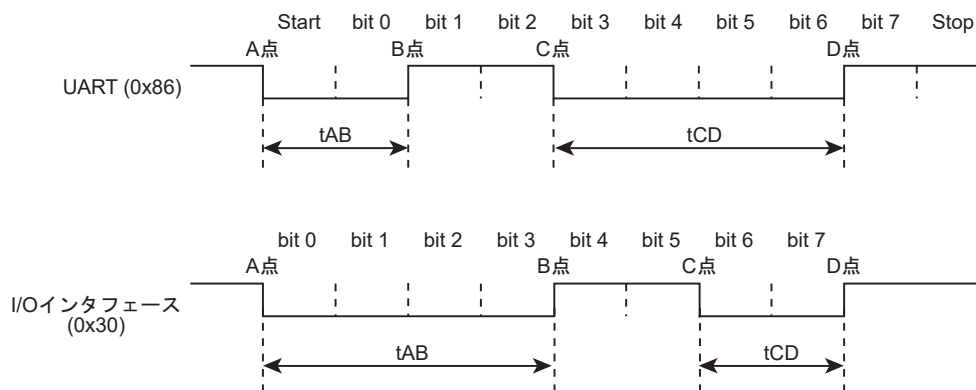 Start bit 0 bit 1 bit 2 bit 3 bit 4 bit 5 bit 6 bit 7 Stop
A点 B点 C点 D点
UART (0x86)
tAB tCD
bit 0 bit 1 bit 2 bit 3 bit 4 bit 5 bit 6 bit 7
A点 B点 C点 D点
I/Oインタフェース
(0x30)
tAB tCD